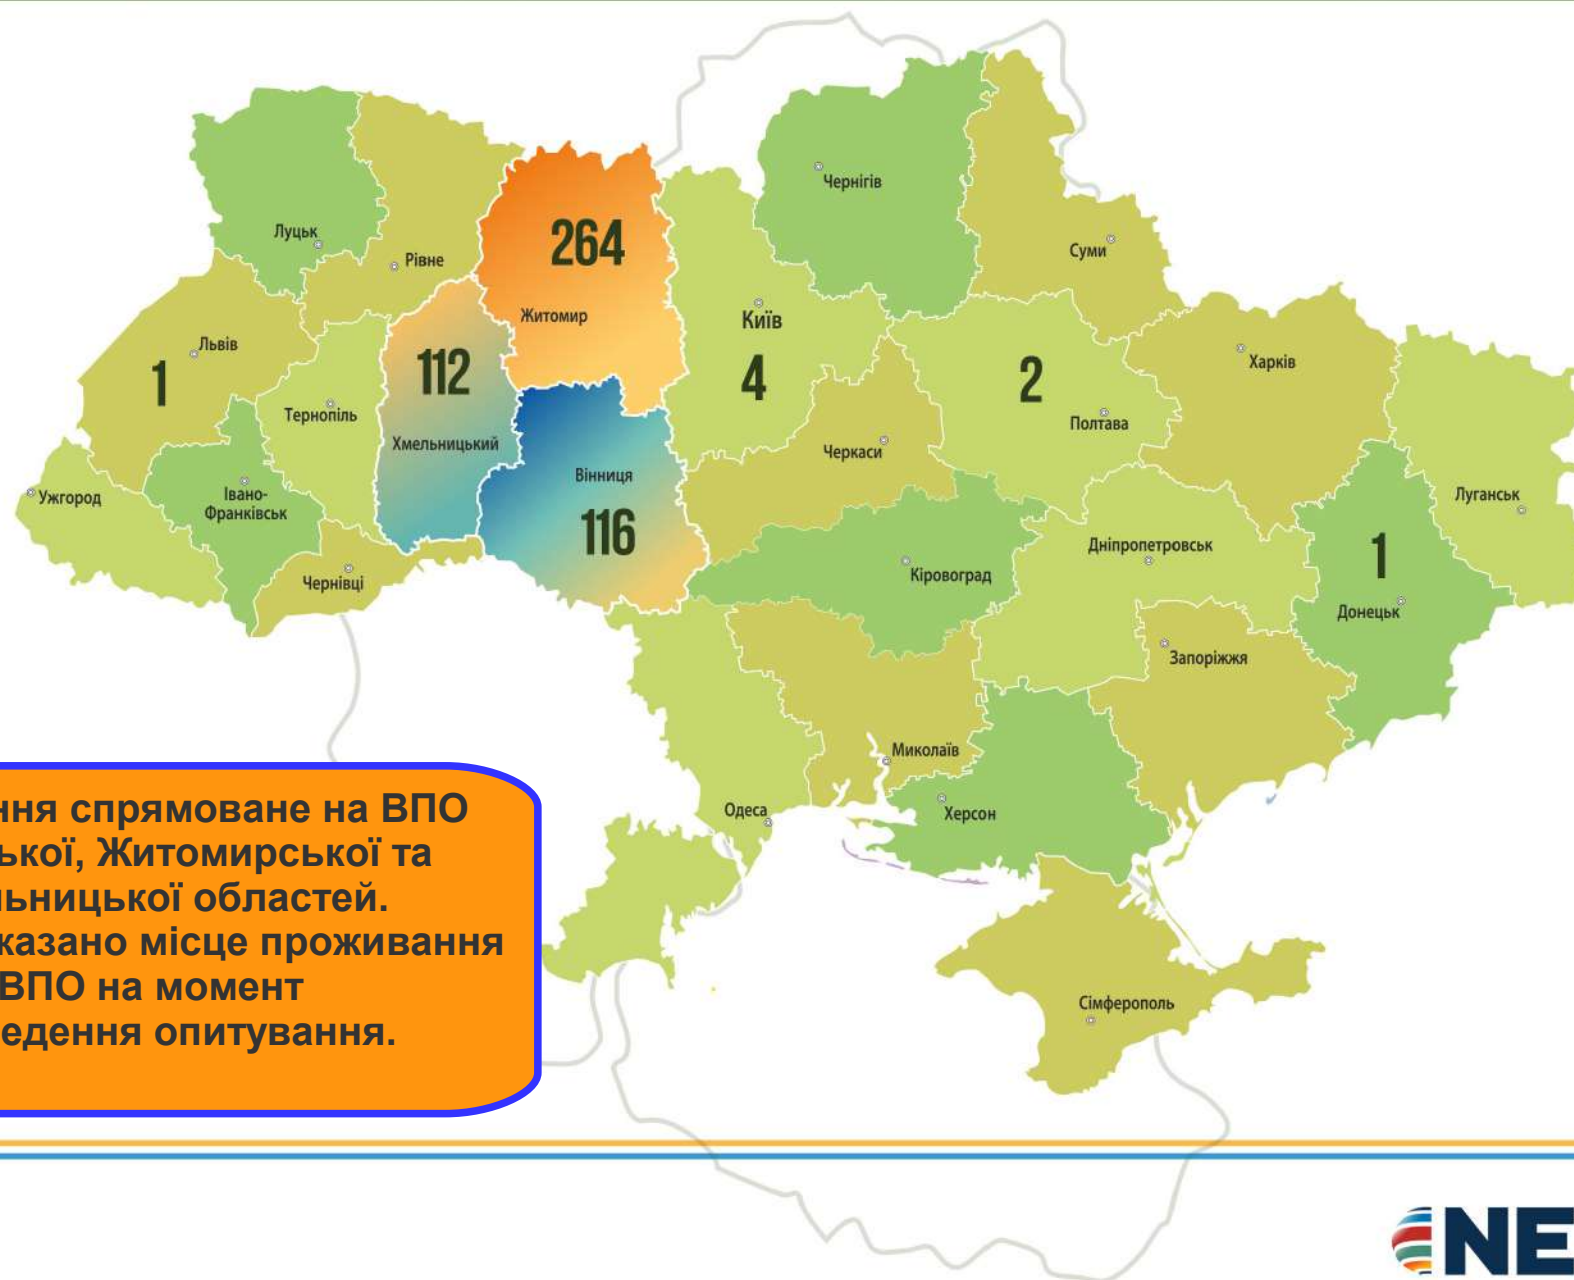 Чернігів
Луцьк
Рівне
264
Суми
Житомир
Київ
4
Львів
1
112
Хмельницький
Тернопіль
2
Полтава
Харків
Черкаси
Вінниця
116
Ужгород
Івано-
Франківськ
Луганськ
Дніпропетровськ
1
Донецьк
Кіровоград
Чернівці
Запоріжжя
Миколаїв
Одеса
Херсон
Сімферополь
ння спрямоване на ВПО
ької, Житомирської та
льницької областей.
казано місце проживання
ВПО на момент
едення опитування.
NE